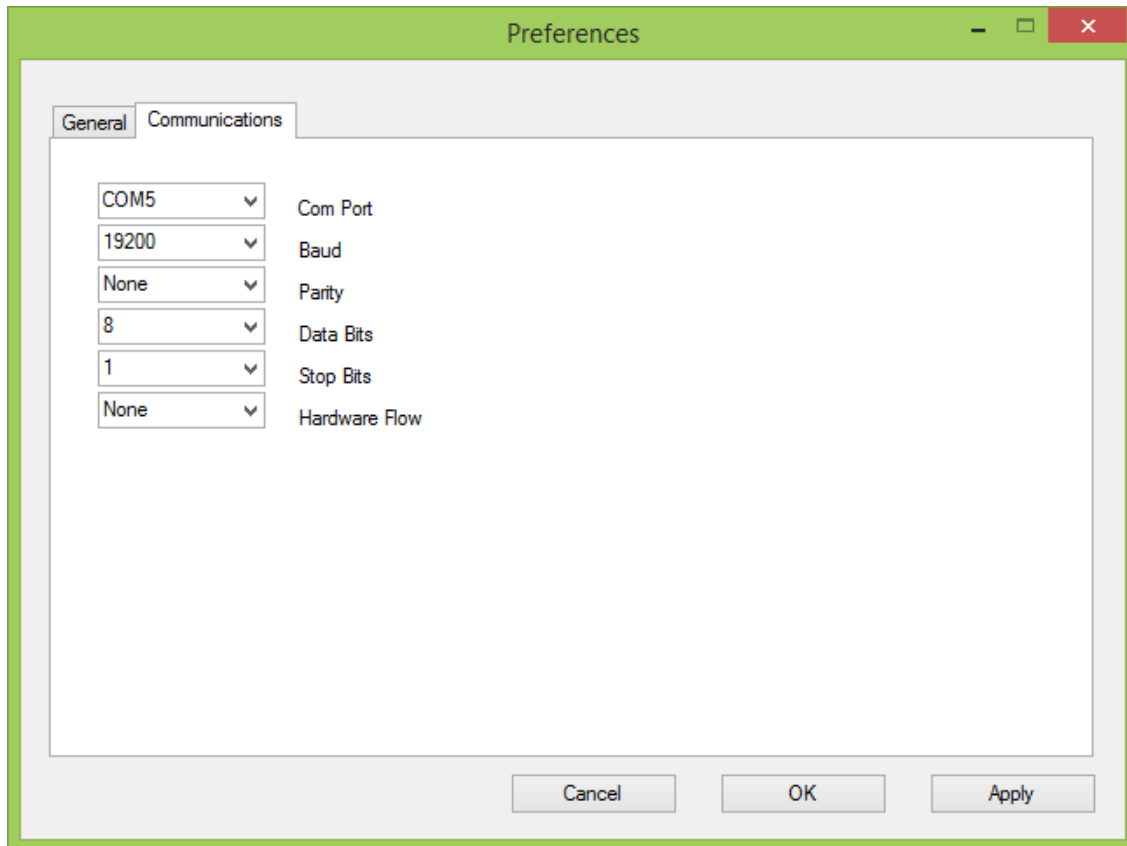 Preferences
General Communications
COM5 Com Port
19200 Baud
None Parity
8 Data Bits
1 Stop Bits
None Hardware Flow
Cancel OK Apply